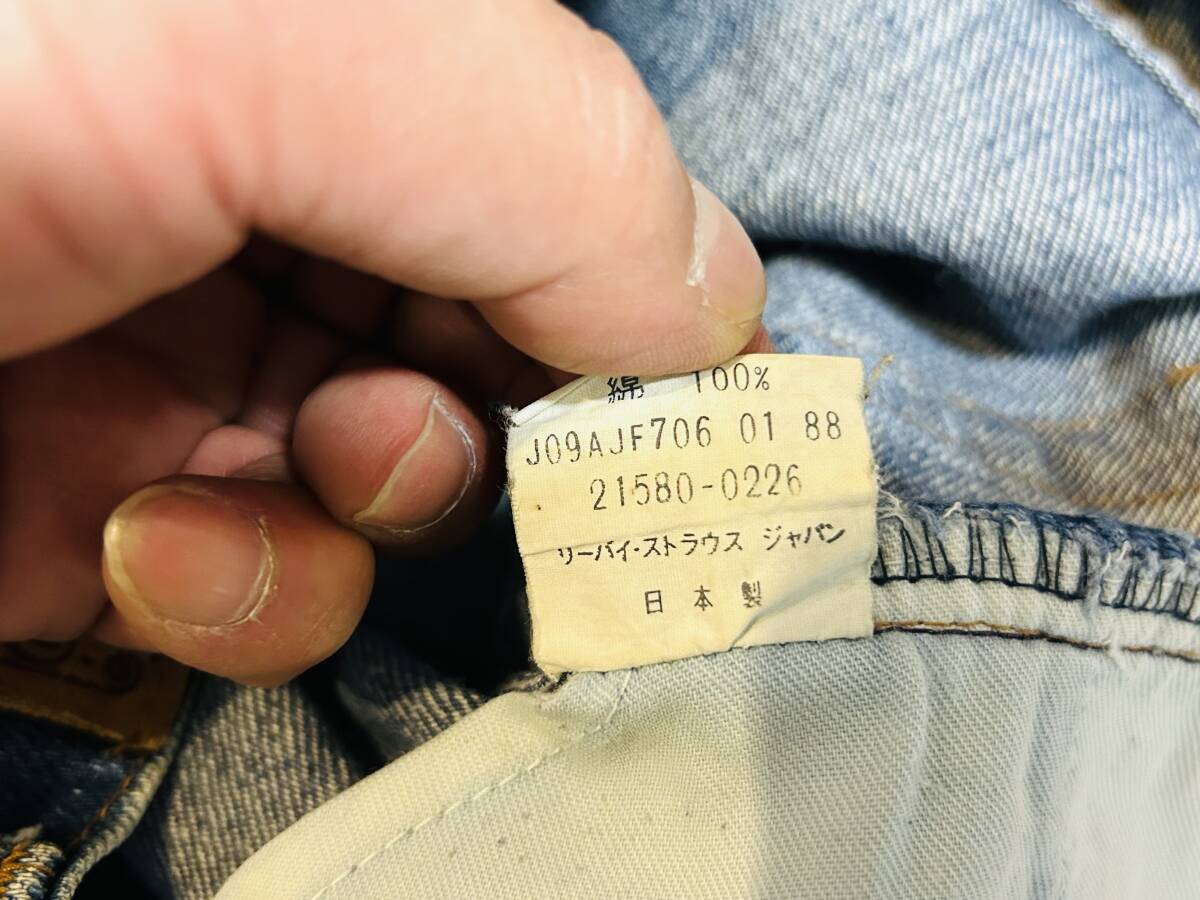 綿 100%
J09AJF706 01 88
21580-0226
リーバイ・ストラウス ジャパン
日本製